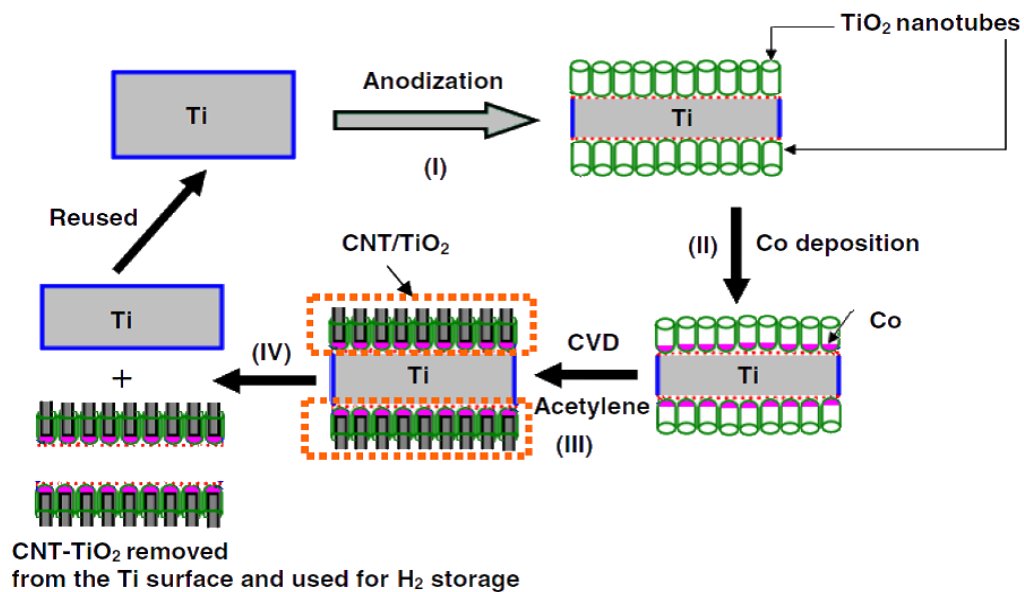 TiO₂ nanotubes
Anodization
Ti
Ti
(I)
Reused
CNT/TiO₂
(II)
Co deposition
Ti
Co
(IV)
CVD
Ti
Ti
+
Acetylene
(III)
CNT-TiO₂ removed
from the Ti surface and used for H₂ storage